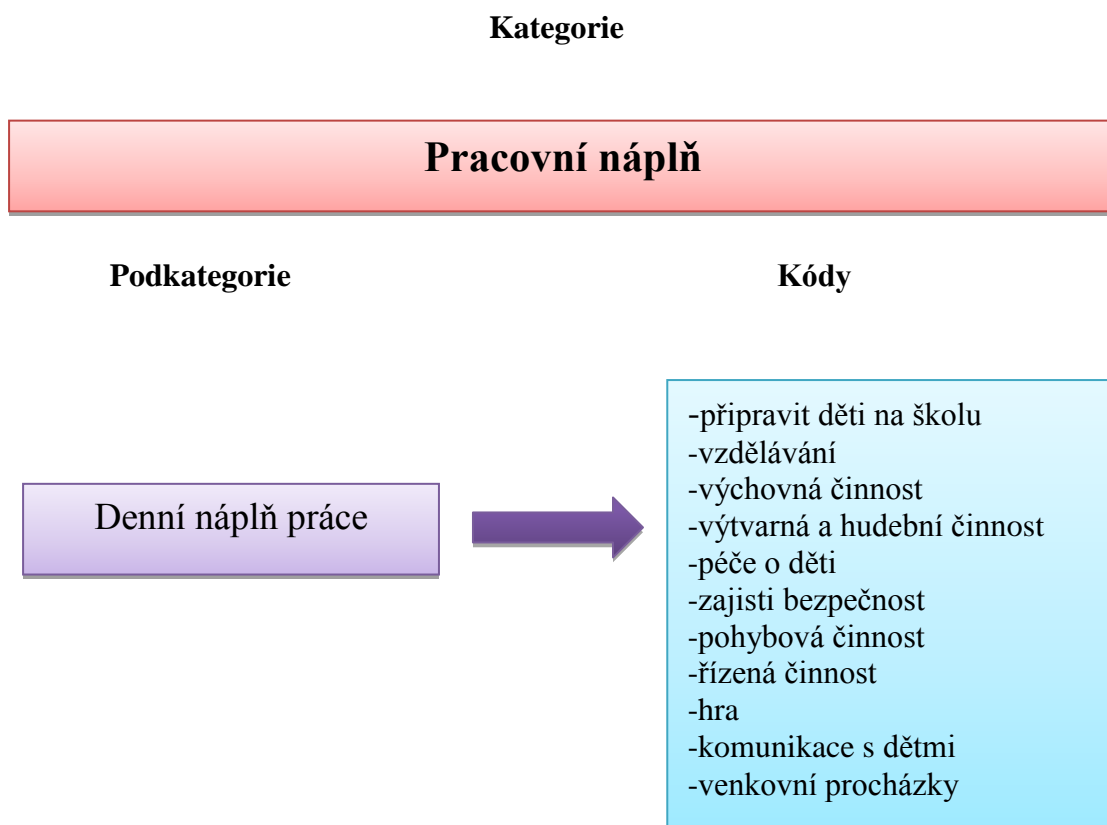 Kategorie
Pracovní náplň
Podkategorie
Kódy
Denní náplň práce
-připravit děti na školu
-vzdělávání
-výchovná činnost
-výtvarná a hudební činnost
-péče o děti
-zajisti bezpečnost
-pohybová činnost
-řízená činnost
-hra
-komunikace s dětmi
-venkovní procházky